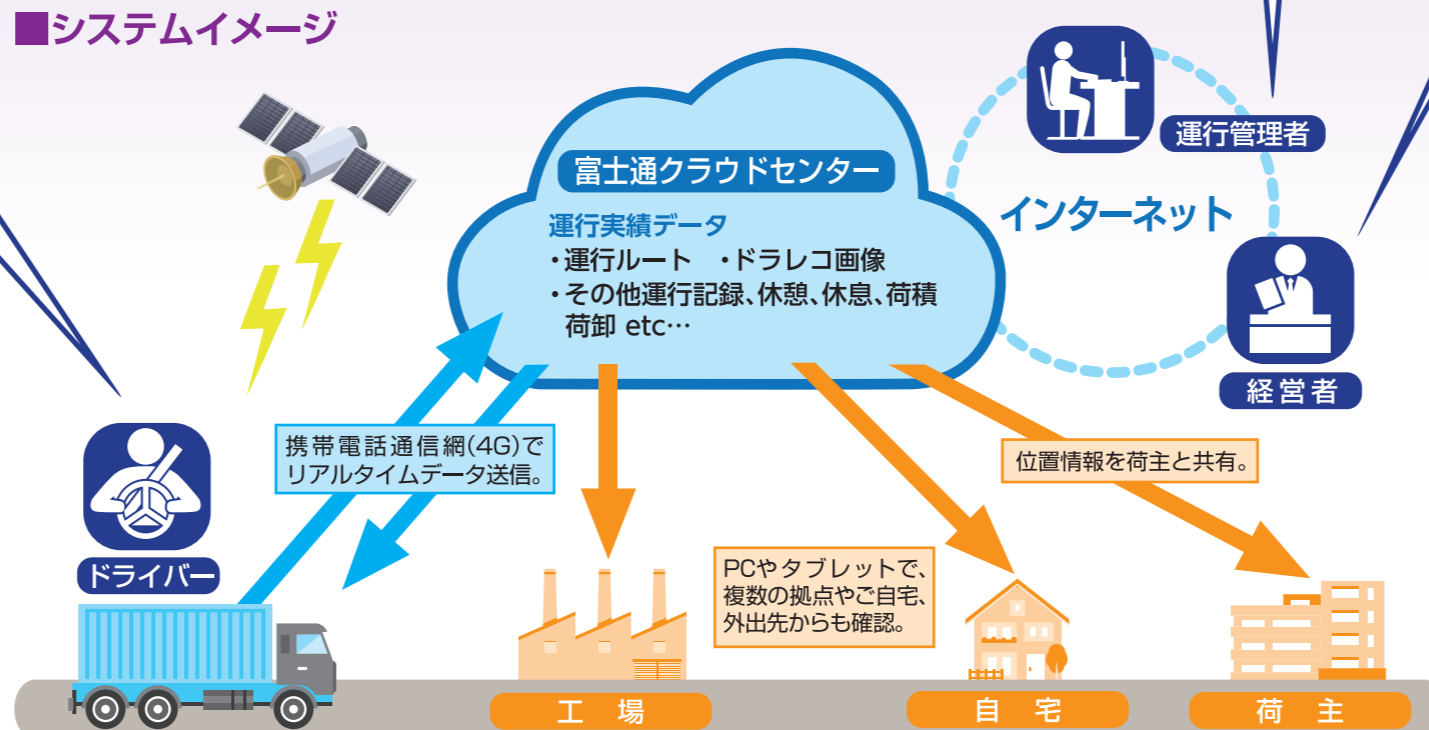 ■システムイメージ
富士通クラウドセンター
運行実績データ
・運行ルート ・ドラレコ画像
・その他運行記録、休憩、休息、荷積
荷卸 etc…
運行管理者
インターネット
経営者
携帯電話通信網(4G)で
リアルタイムデータ送信。
位置情報を荷主と共有。
ドライバー
PCやタブレットで、
複数の拠点やご自宅、
外出先からも確認。
工場
自宅
荷主